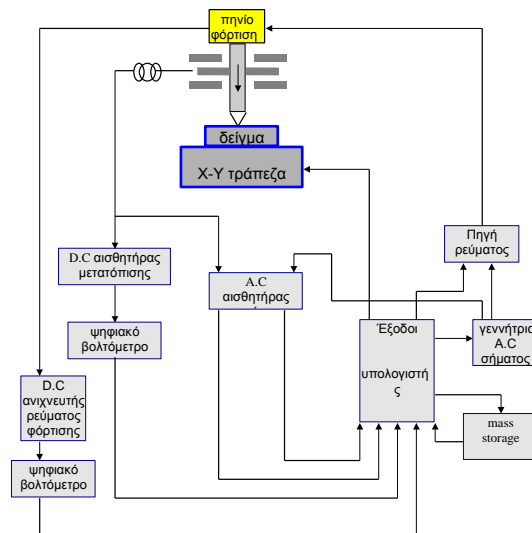 πηνίο
φόρτιση
δείγμα
Χ-Υ τράπεζα
D.C αισθητήρας
μετατόπισης
A.C
αισθητήρας
Πηγή
ρεύματος
ψηφιακό
βολτόμετρο
Έξοδοι
υπολογιστή
ς
γεννήτρια
A.C
σήματος
D.C
ανιχνευτής
ρεύματος
φόρτισης
mass
storage
ψηφιακό
βολτόμετρο